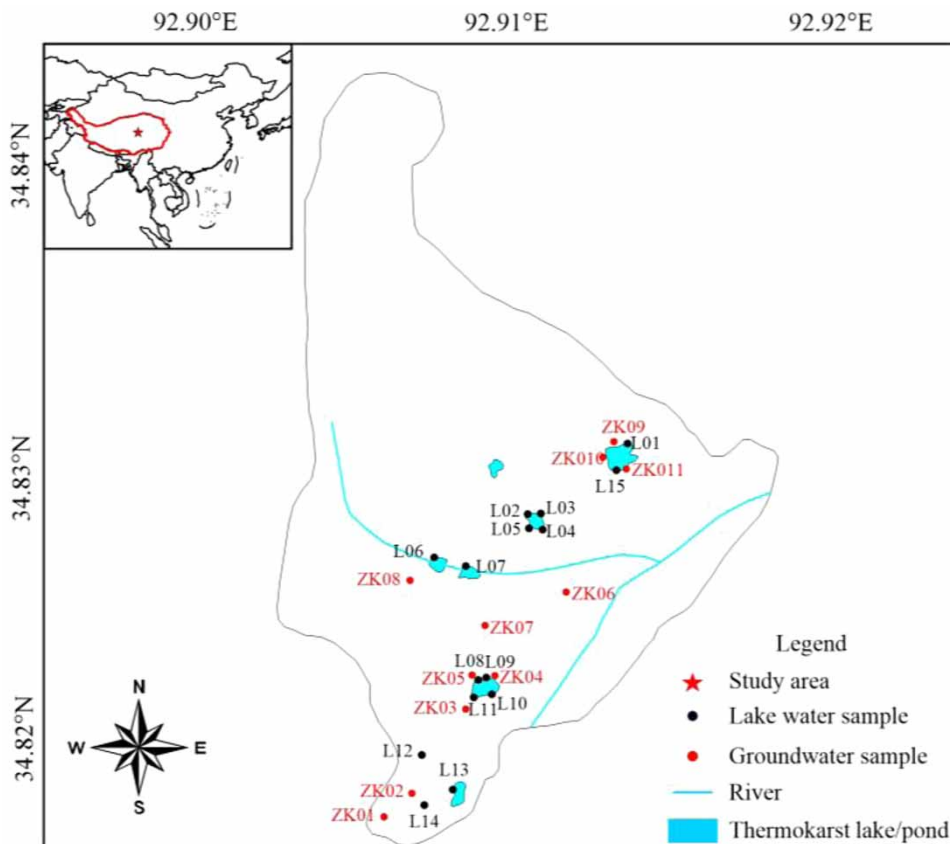 92.90°E 92.91°E 92.92°E
34.84°N
34.83°N
34.82°N
ZK09
L01
ZK010
ZK011
L15
L02 L03
L05 L04
L06
L07
ZK08
ZK06
ZK07
L08 L09
ZK05 ZK04
L10
ZK03 L11
L12
L13
ZK02
L14
ZK01
N
W E
S
Legend
Study area
Lake water sample
Groundwater sample
River
Thermokarst lake/pond